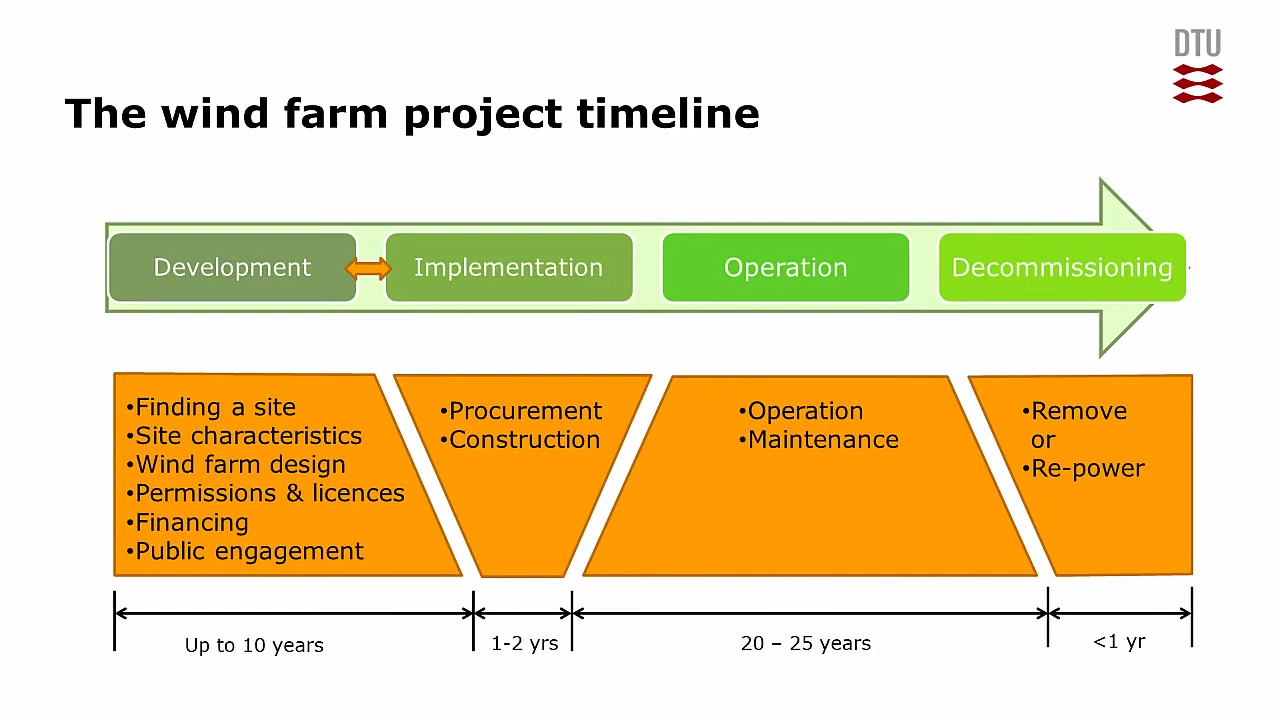 DTU
The wind farm project timeline
Development
Implementation
Operation
Decommissioning
•Finding a site
•Site characteristics
•Wind farm design
•Permissions & licences
•Financing
•Public engagement
•Procurement
•Construction
•Operation
•Maintenance
•Remove
or
•Re-power
Up to 10 years
1-2 yrs
20 – 25 years
<1 yr